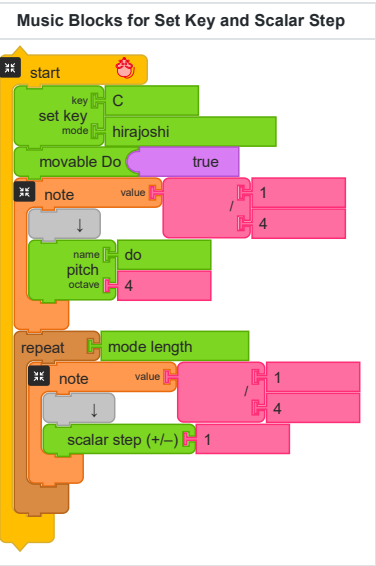 Music Blocks for Set Key and Scalar Step
start
key C
set key
mode hirajoshi
movable Do true
note value 1
/
4
↓
name do
pitch
octave 4
repeat mode length
note value 1
/
4
↓
scalar step (+/–) 1